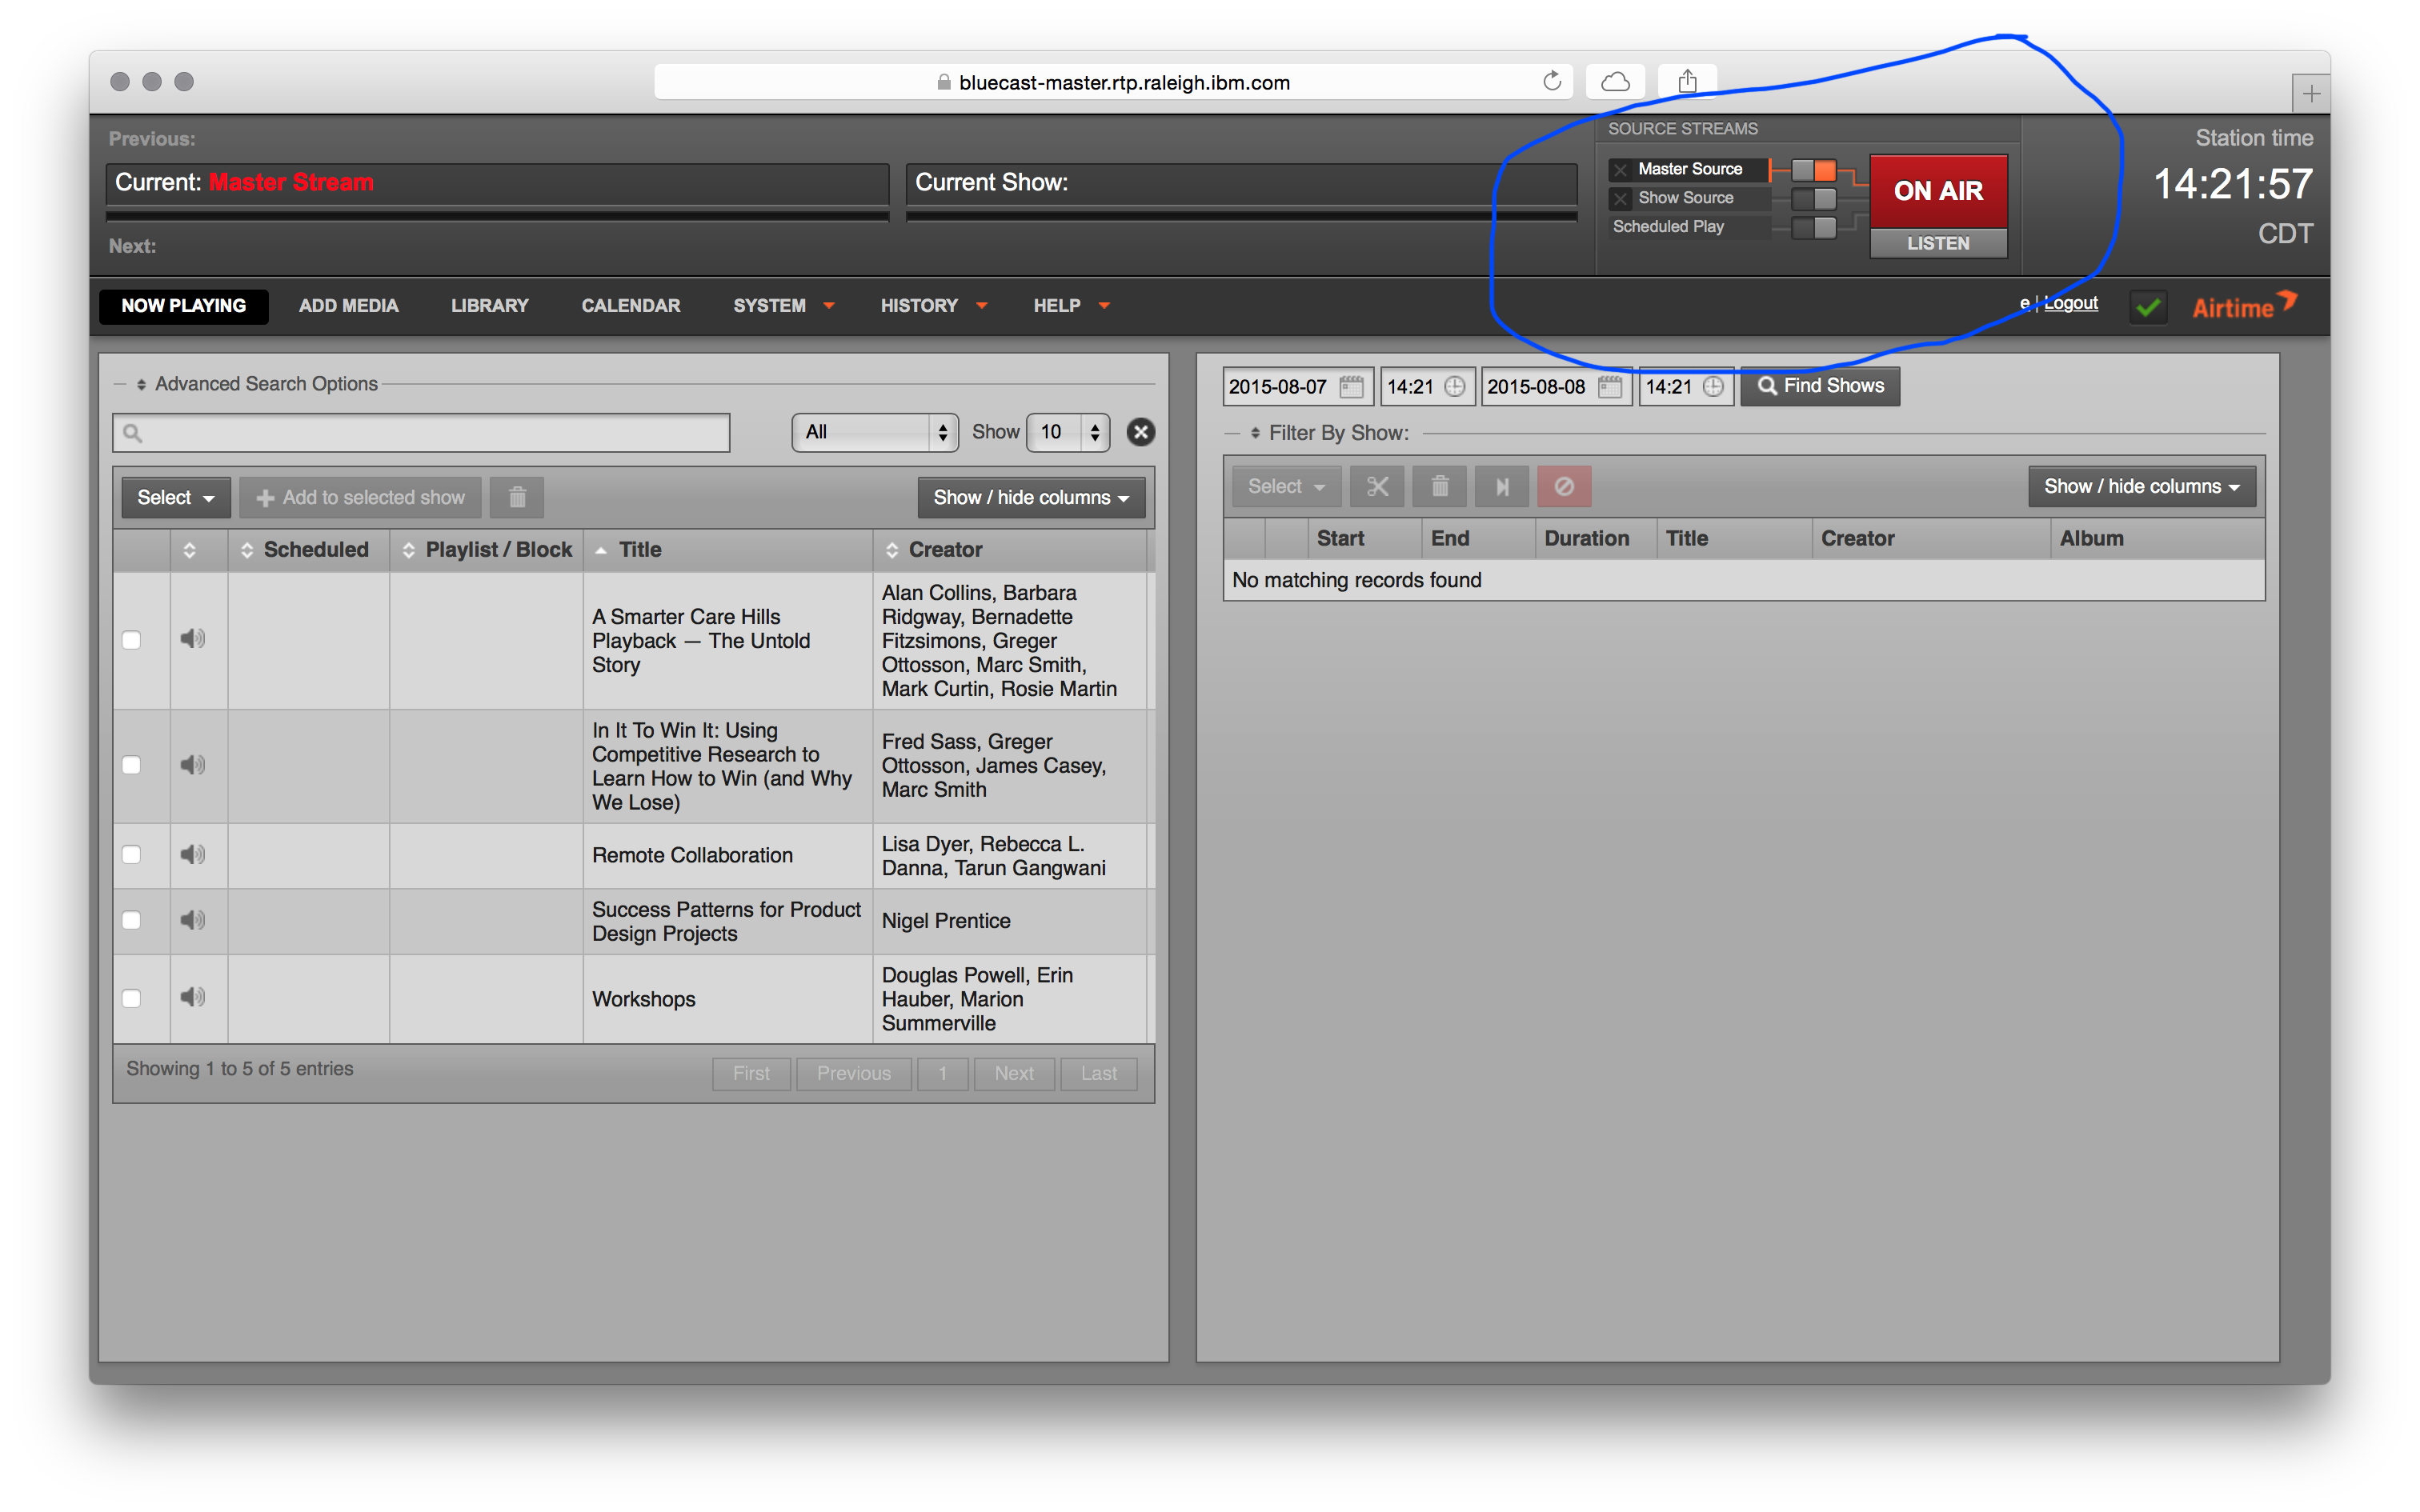 bluecast-master.rtp.raleigh.ibm.com
Previous:
Current: Master Stream
Next:
Current Show:
SOURCE STREAMS
Master Source
Show Source
Scheduled Play
ON AIR
LISTEN
Station time
14:21:57
CDT
NOW PLAYING ADD MEDIA LIBRARY CALENDAR SYSTEM HISTORY HELP
e | Logout
Airtime
Advanced Search Options
All Show 10
Select Add to selected show Show / hide columns
Scheduled Playlist / Block Title Creator
A Smarter Care Hills
Playback — The Untold
Story
Alan Collins, Barbara
Ridgway, Bernadette
Fitzsimons, Greger
Ottosson, Marc Smith,
Mark Curtin, Rosie Martin
In It To Win It: Using
Competitive Research to
Learn How to Win (and Why
We Lose)
Fred Sass, Greger
Ottosson, James Casey,
Marc Smith
Remote Collaboration
Lisa Dyer, Rebecca L.
Danna, Tarun Gangwani
Success Patterns for Product
Design Projects
Nigel Prentice
Workshops
Douglas Powell, Erin
Hauber, Marion
Summerville
Showing 1 to 5 of 5 entries
First Previous 1 Next Last
2015-08-07 14:21 2015-08-08 14:21 Find Shows
Filter By Show:
Select Show / hide columns
Start End Duration Title Creator Album
No matching records found